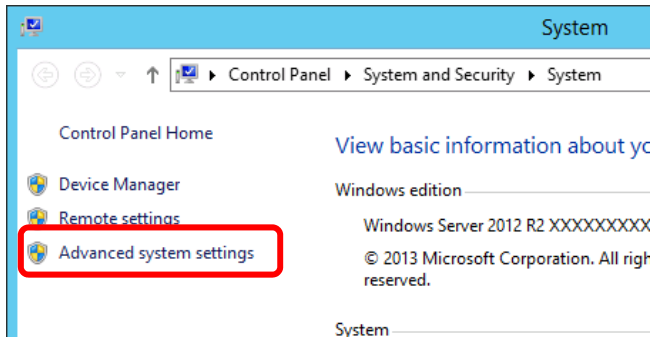 System
Control Panel ▸ System and Security ▸ System
Control Panel Home
Device Manager
Remote settings
Advanced system settings
View basic information about yo
Windows edition
Windows Server 2012 R2 XXXXXXXXX
© 2013 Microsoft Corporation. All righ
reserved.
System